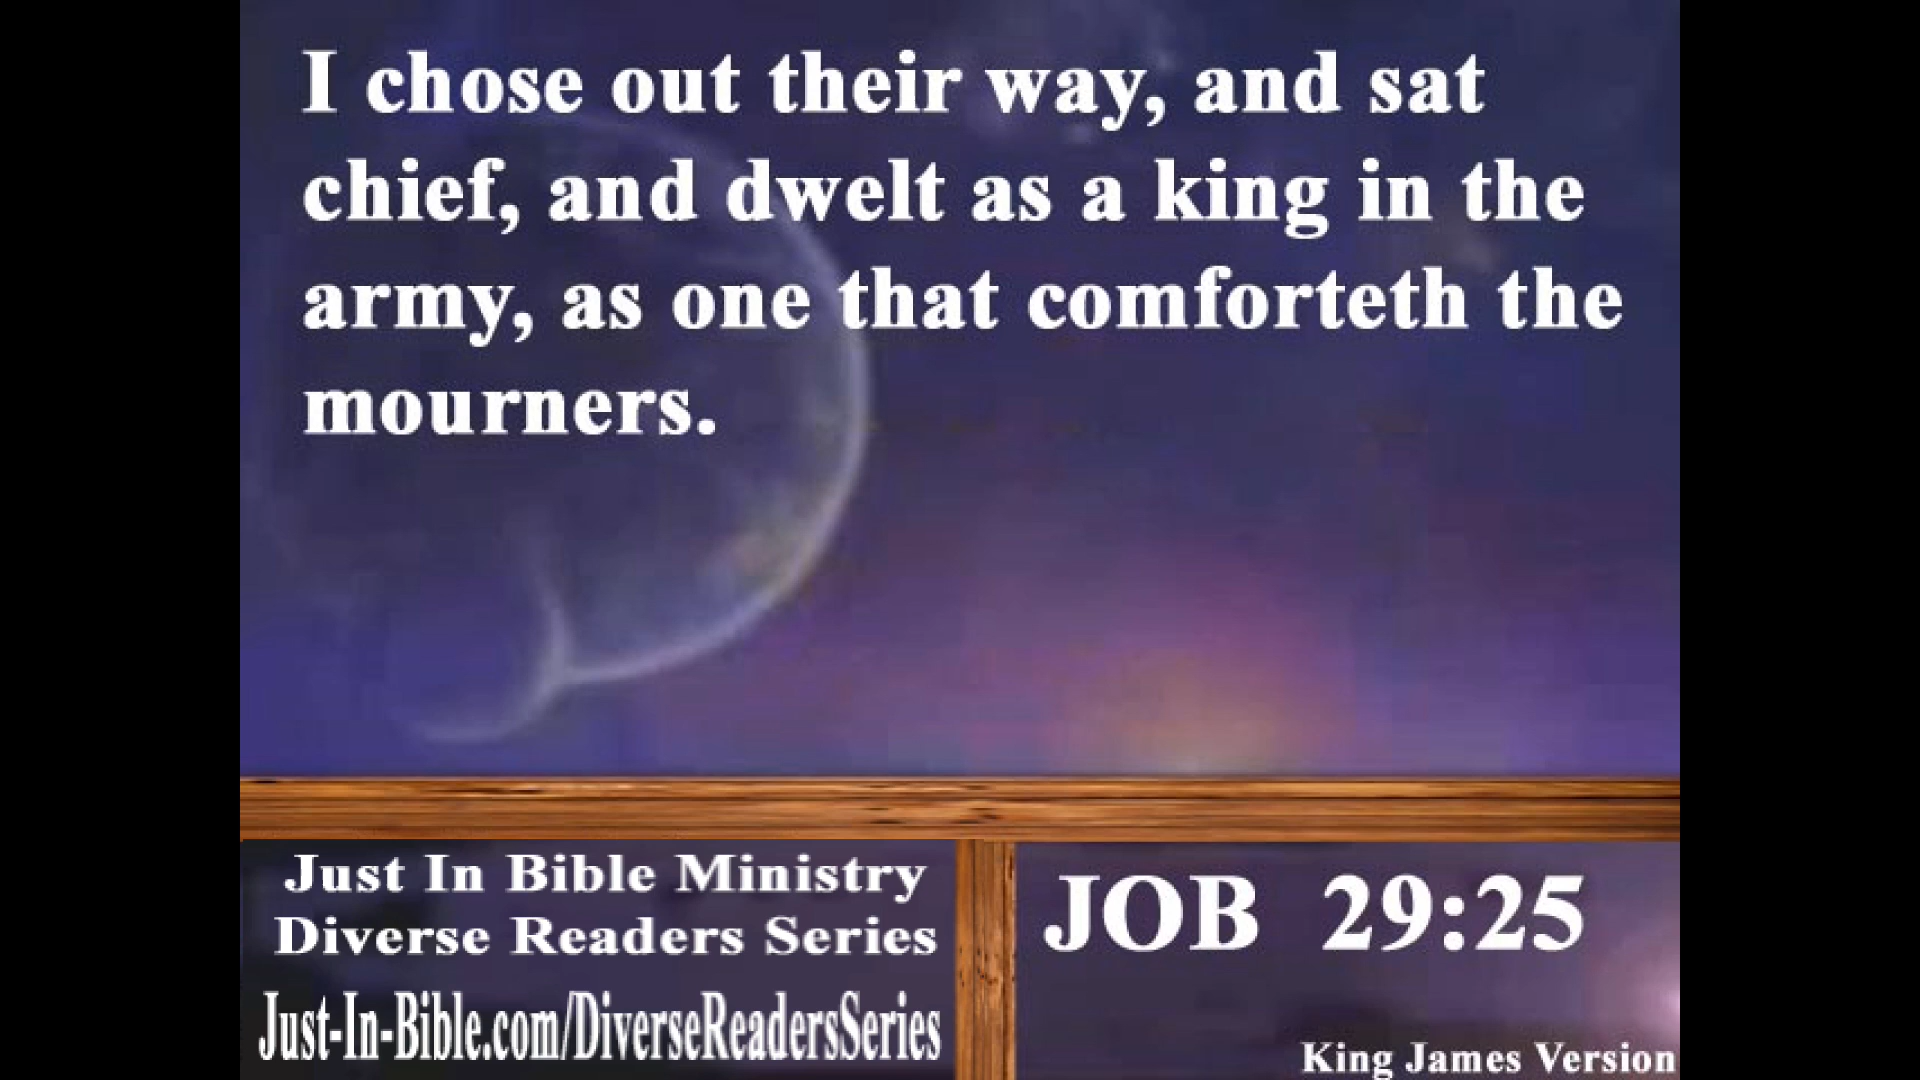 I chose out their way, and sat
chief, and dwelt as a king in the
army, as one that comforteth the
mourners.
Just In Bible Ministry
Diverse Readers Series
Just-In-Bible.com/DiverseReadersSeries
JOB 29:25
King James Version